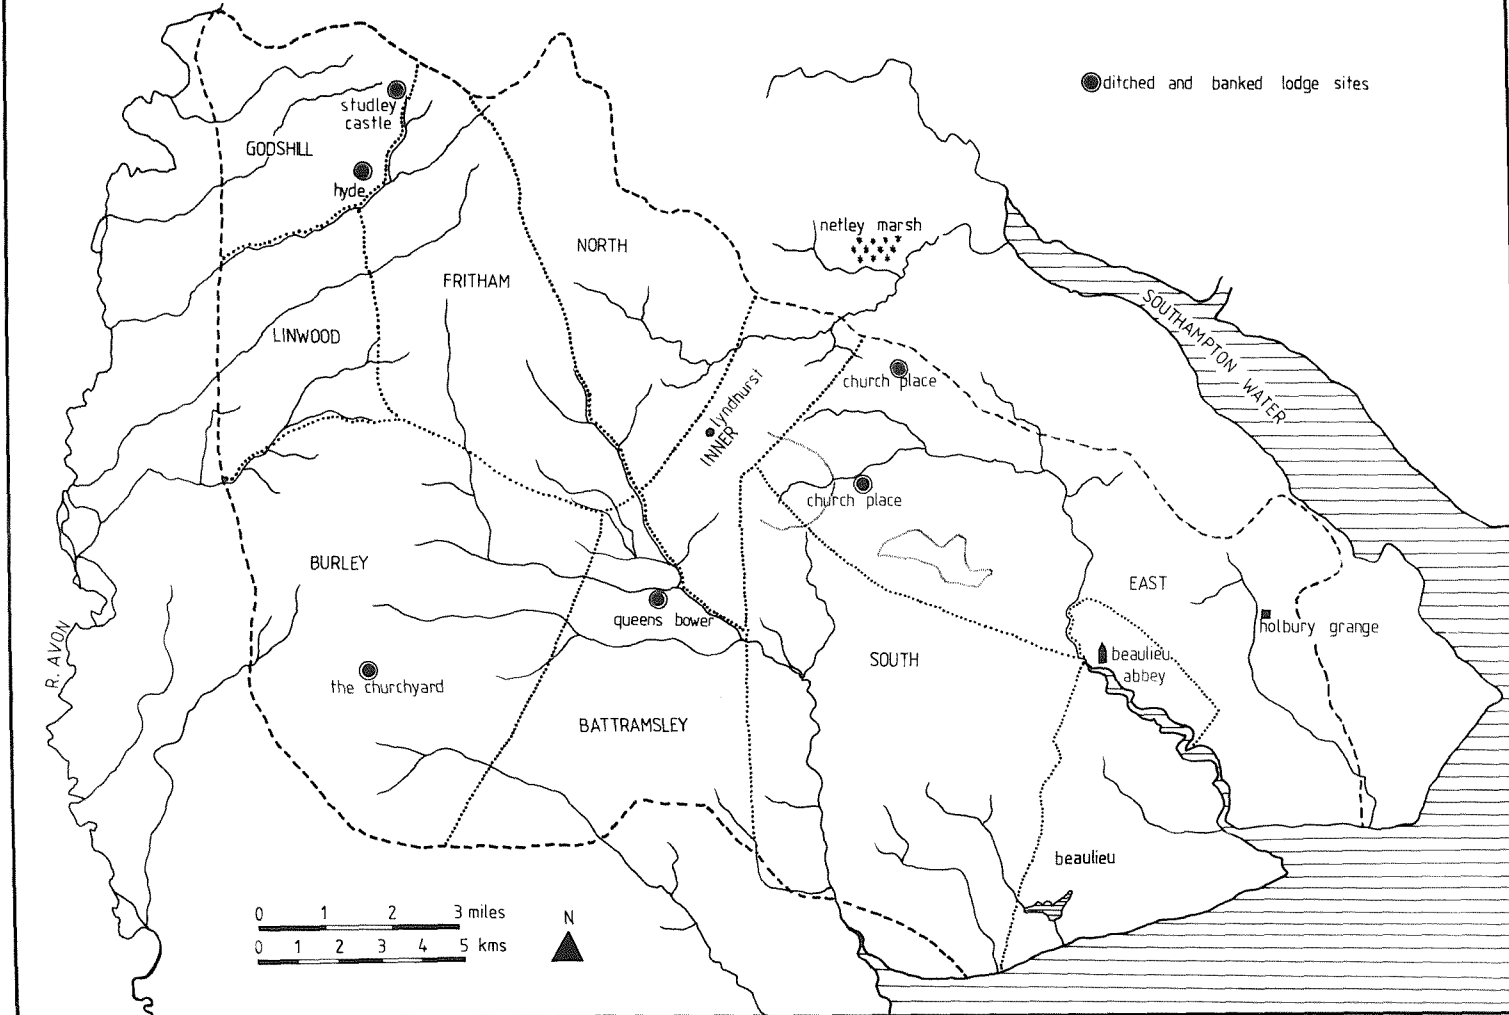 ditched and banked lodge sites
studley
castle
GODSHILL
hyde
netley marsh
NORTH
FRITHAM
SOUTHAMPTON WATER
LINWOOD
church place
lyndhurst
INNER
church place
BURLEY
EAST
queens bower
holbury grange
R. AVON
SOUTH
beaulieu
abbey
the churchyard
BATTRAMSLEY
beaulieu
0 1 2 3 miles
N
0 1 2 3 4 5 kms